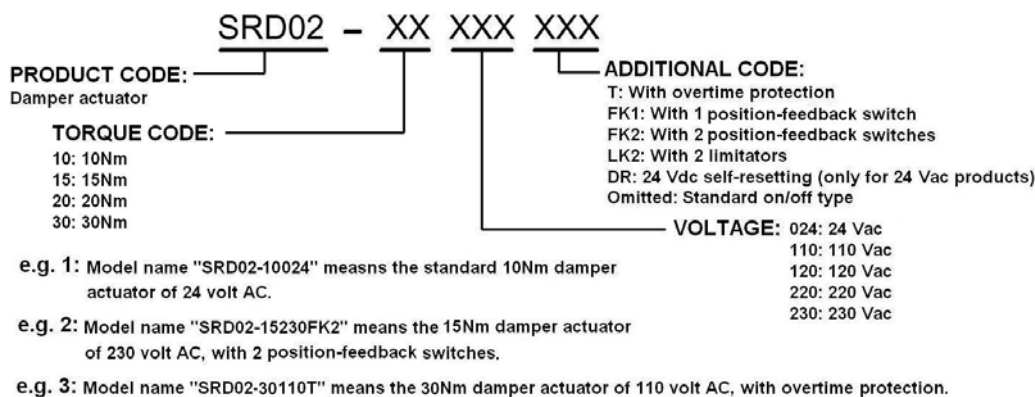 SRD02 - XX XXX XXX
PRODUCT CODE:
Damper actuator
TORQUE CODE:
10: 10Nm
15: 15Nm
20: 20Nm
30: 30Nm
ADDITIONAL CODE:
T: With overtime protection
FK1: With 1 position-feedback switch
FK2: With 2 position-feedback switches
LK2: With 2 limitators
DR: 24 Vdc self-resetting (only for 24 Vac products)
Omitted: Standard on/off type
VOLTAGE: 024: 24 Vac
110: 110 Vac
120: 120 Vac
220: 220 Vac
230: 230 Vac
e.g. 1: Model name "SRD02-10024" measns the standard 10Nm damper
actuator of 24 volt AC.
e.g. 2: Model name "SRD02-15230FK2" means the 15Nm damper actuator
of 230 volt AC, with 2 position-feedback switches.
e.g. 3: Model name "SRD02-30110T" means the 30Nm damper actuator of 110 volt AC, with overtime protection.